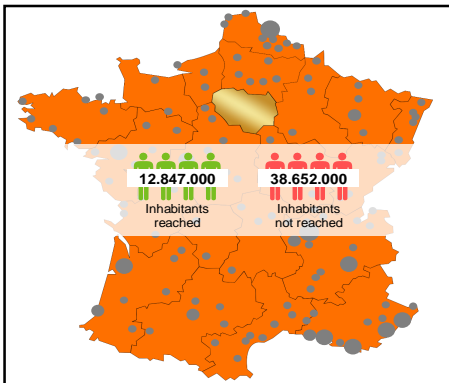 12.847.000 38.652.000
Inhabitants Inhabitants
reached not reached